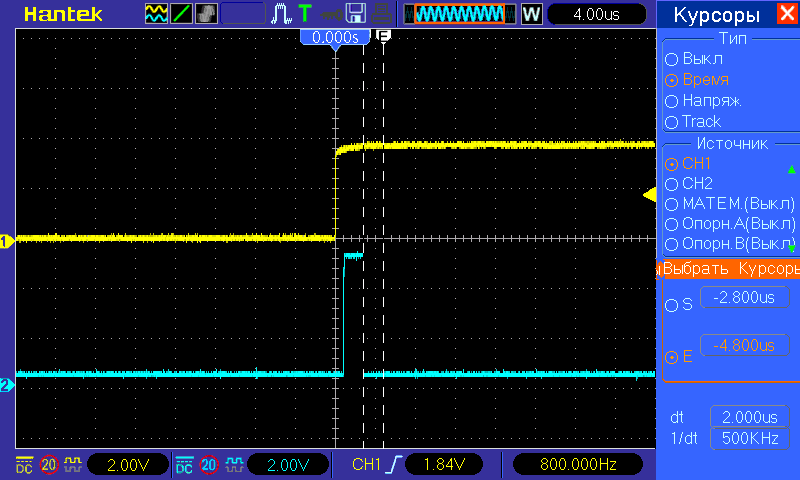 Hantek T W 4.00us Курсоры
0.000s E
Тип
Выкл
Время
Напряж.
Track
Источник
CH1
CH2
МАТЕМ.(Выкл)
Опорн.A(Выкл)
Опорн.B(Выкл)
Выбрать Курсоры
S -2.800us
E -4.800us
dt 2.000us
1/dt 500KHz
1
2
DC 20 2.00V DC 20 2.00V CH1 1.84V 800.000Hz